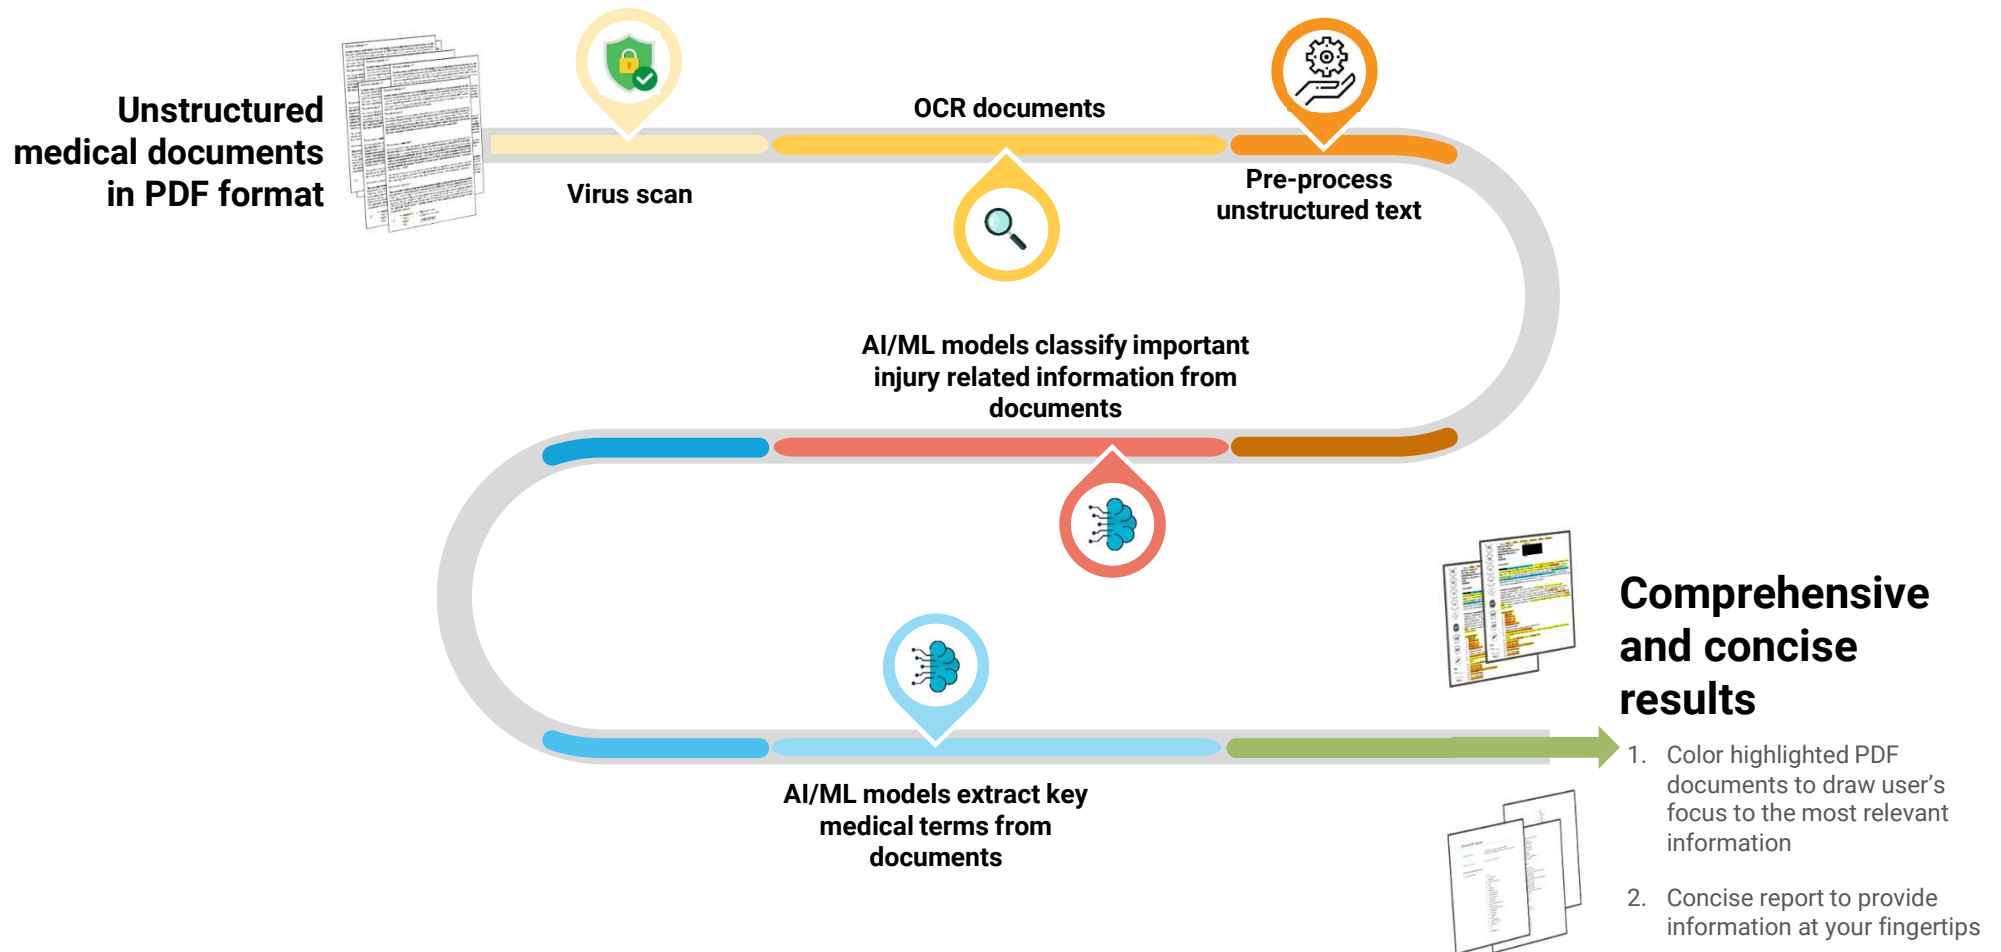 Unstructured
medical documents
in PDF format
Virus scan
OCR documents
Pre-process
unstructured text
AI/ML models classify important
injury related information from
documents
AI/ML models extract key
medical terms from
documents
Comprehensive
and concise
results
1. Color highlighted PDF
documents to draw user’s
focus to the most relevant
information
2. Concise report to provide
information at your fingertips